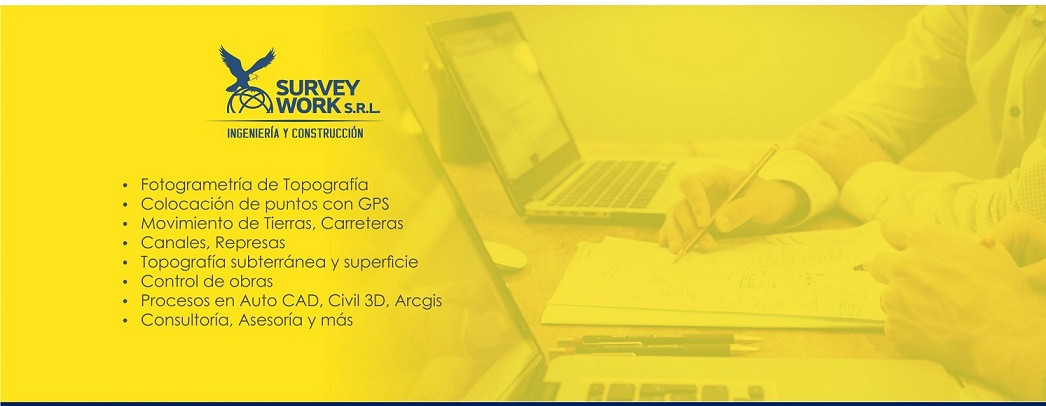 SURVEY
WORK S.R.L.
INGENIERÍA Y CONSTRUCCIÓN
• Fotogrametría de Topografía
• Colocación de puntos con GPS
• Movimiento de Tierras, Carreteras
• Canales, Represas
• Topografía subterránea y superficie
• Control de obras
• Procesos en Auto CAD, Civil 3D, Arcgis
• Consultoría, Asesoría y más